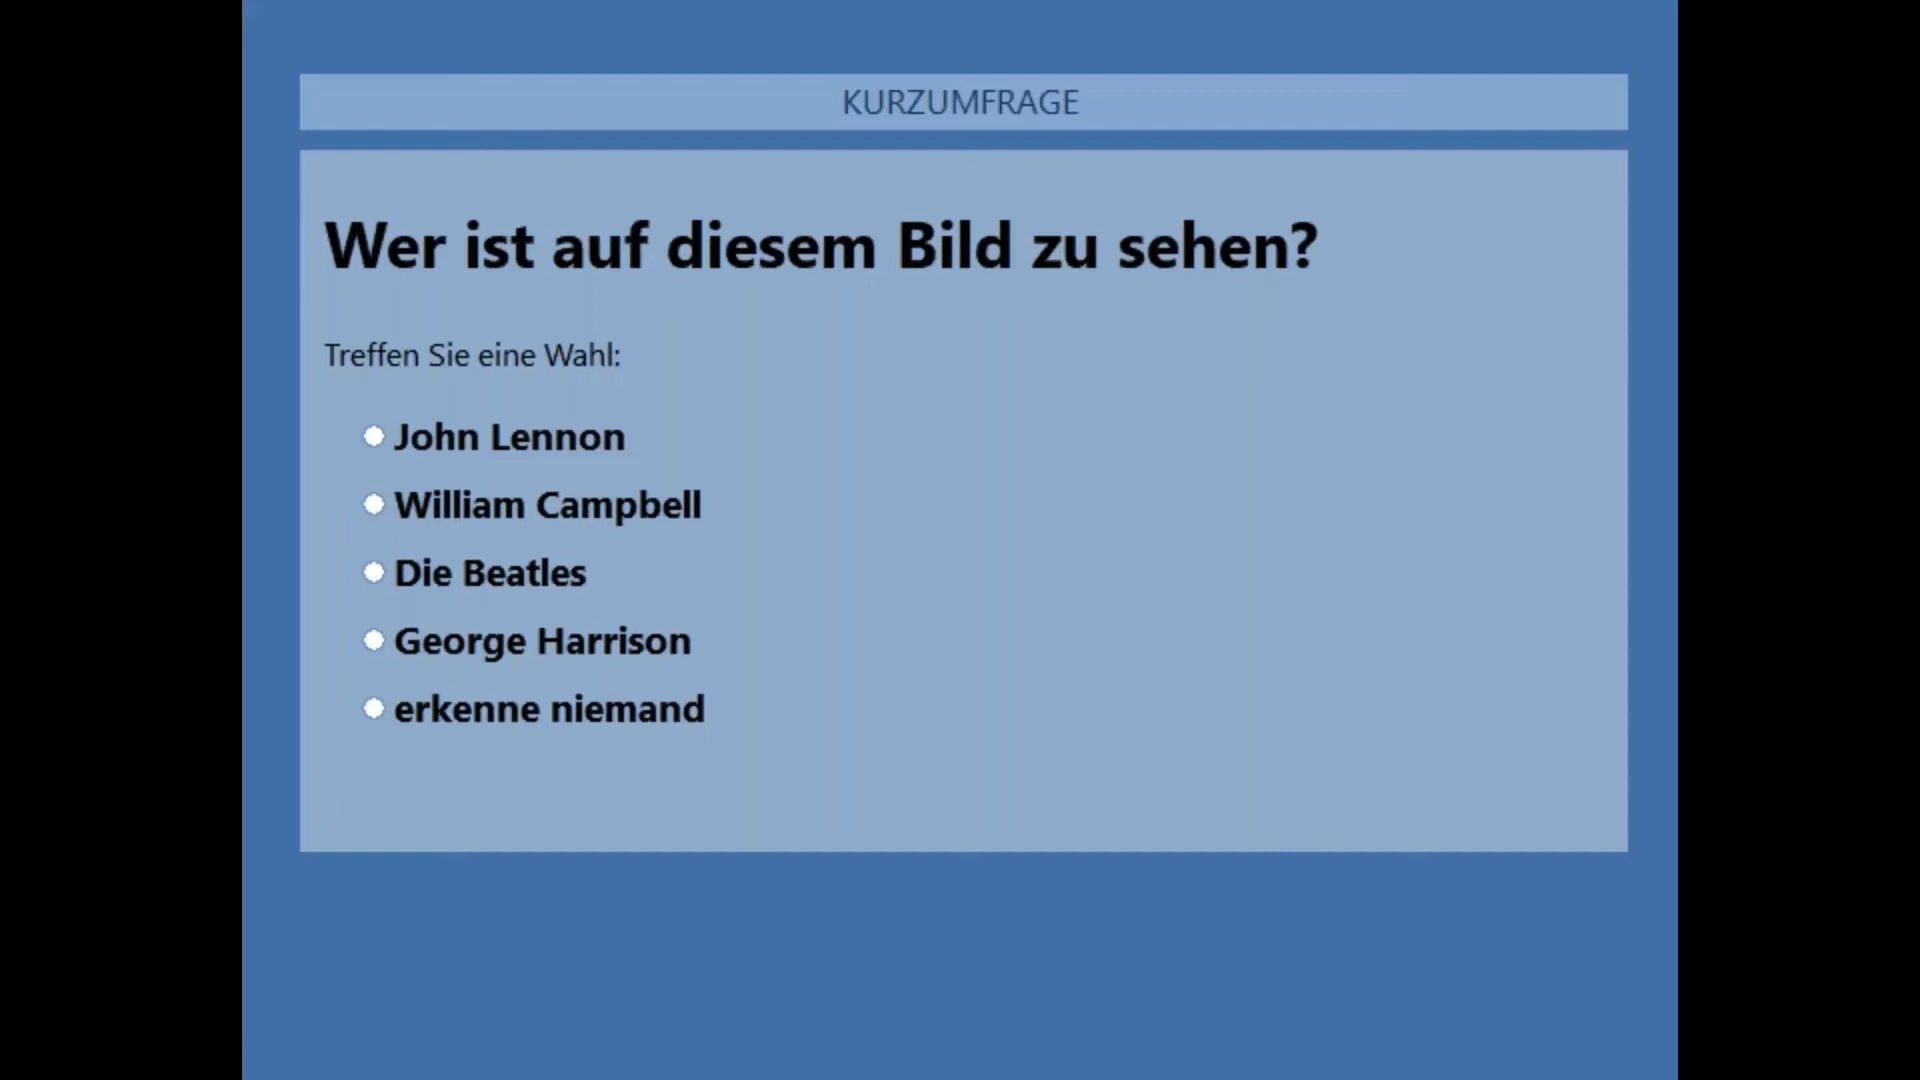 KURZUMFRAGE
Wer ist auf diesem Bild zu sehen?
Treffen Sie eine Wahl:
John Lennon
William Campbell
Die Beatles
George Harrison
erkenne niemand